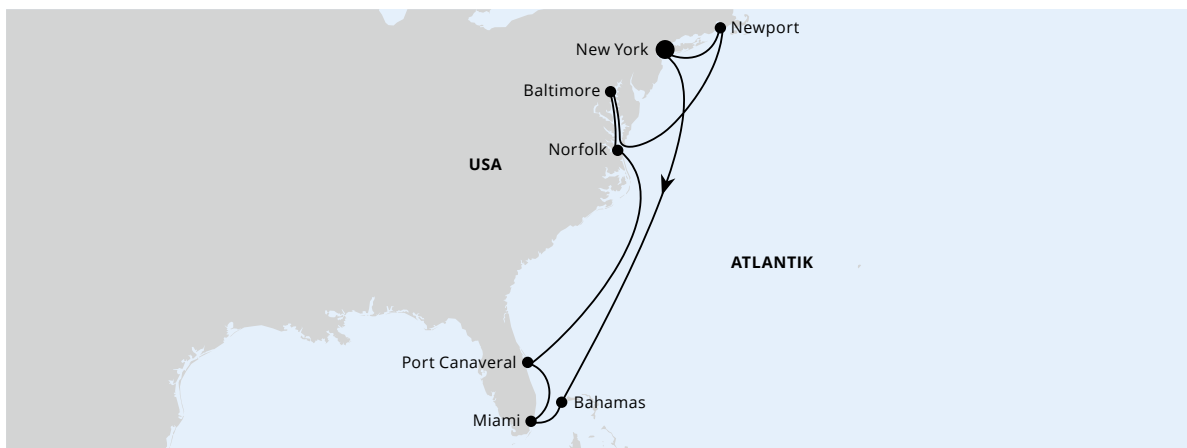 Newport
New York
Baltimore
Norfolk
USA
ATLANTIK
Port Canaveral
Bahamas
Miami